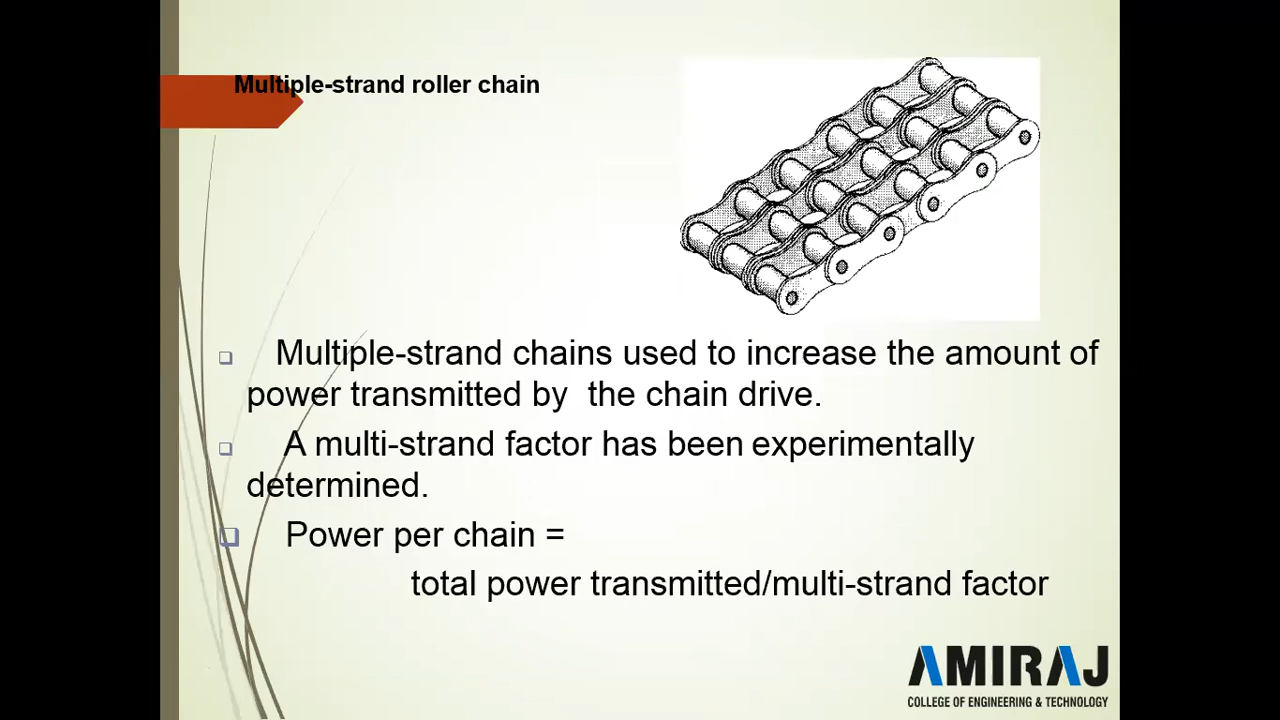 Multiple-strand roller chain
Multiple-strand chains used to increase the amount of
power transmitted by the chain drive.
A multi-strand factor has been experimentally
determined.
Power per chain =
total power transmitted/multi-strand factor
AMIRAJ
COLLEGE OF ENGINEERING & TECHNOLOGY